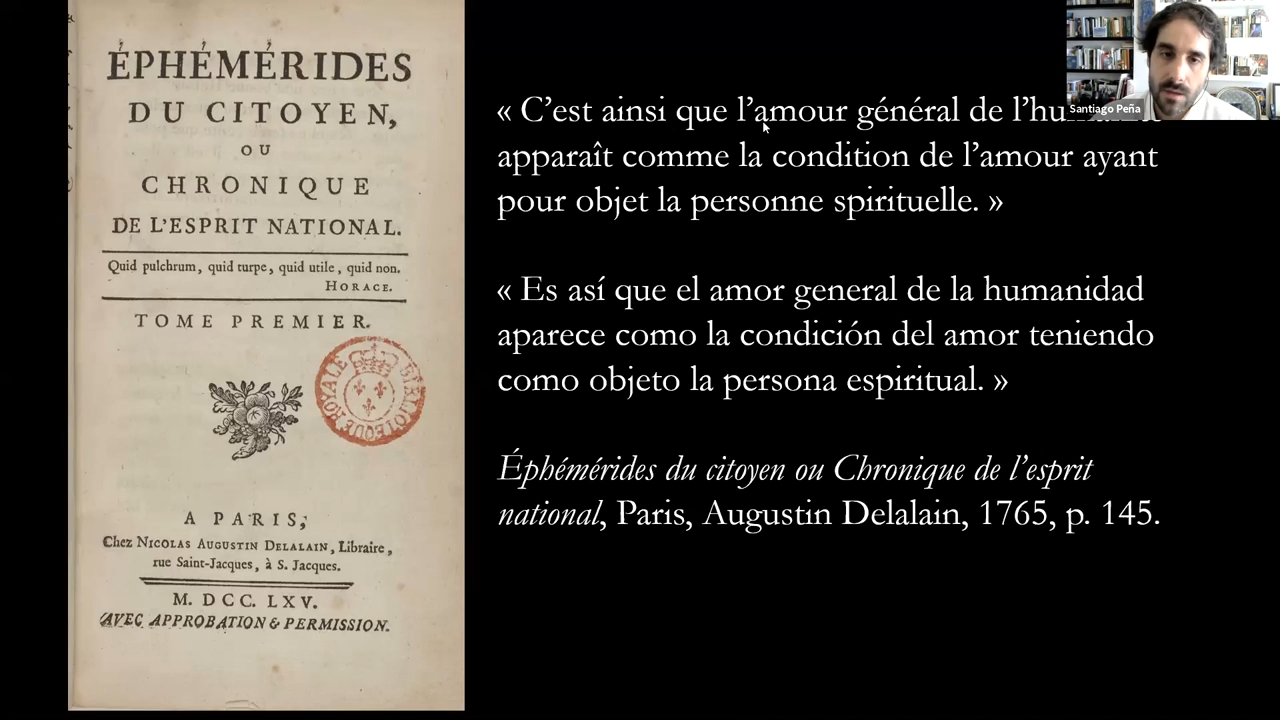 ÉPHÉMÉRIDES
DU CITOYEN,
OU
CHRONIQUE
DE L'ESPRIT NATIONAL.
Quid pulchrum, quid turpe, quid utile, quid non.
HORACE.
TOME PREMIER.
BIBLIOTEQUE ROYALE
A PARIS,
Chez NICOLAS AUGUSTIN DELALAIN, Libraire,
rue Saint-Jacques, à S. Jacques.
M. DCC. LXV.
AVEC APPROBATION & PERMISSION.
« C’est ainsi que l’amour général de
apparaît comme la condition de l’amour ayant
pour objet la personne spirituelle. »
« Es así que el amor general de la humanidad
aparece como la condición del amor teniendo
como objeto la persona espiritual. »
Éphémérides du citoyen ou Chronique de l’esprit
national, Paris, Augustin Delalain, 1765, p. 145.
Santiago Peña